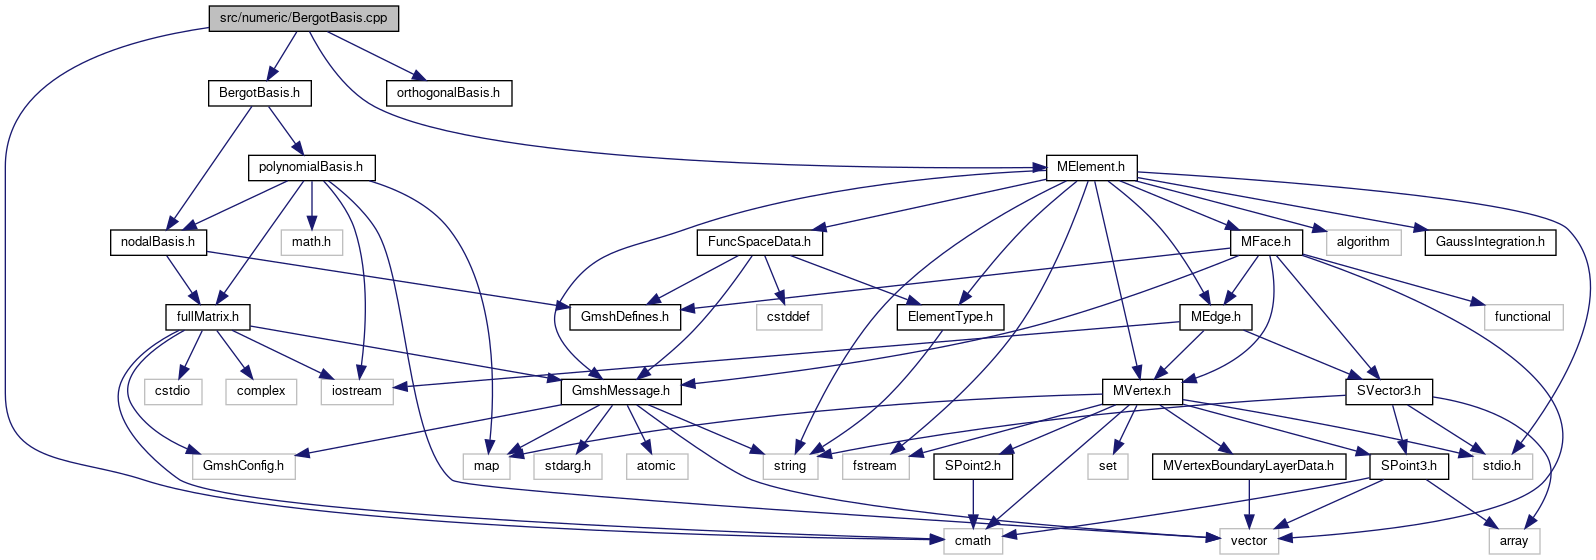 src/numeric/BergotBasis.cpp
BergotBasis.h
orthogonalBasis.h
polynomialBasis.h
MElement.h
nodalBasis.h
math.h
FuncSpaceData.h
MFace.h
algorithm
GaussIntegration.h
fullMatrix.h
GmshDefines.h
cstddef
ElementType.h
MEdge.h
functional
cstdio
complex
iostream
GmshMessage.h
MVertex.h
SVector3.h
GmshConfig.h
map
stdarg.h
atomic
string
fstream
SPoint2.h
set
MVertexBoundaryLayerData.h
SPoint3.h
stdio.h
cmath
vector
array